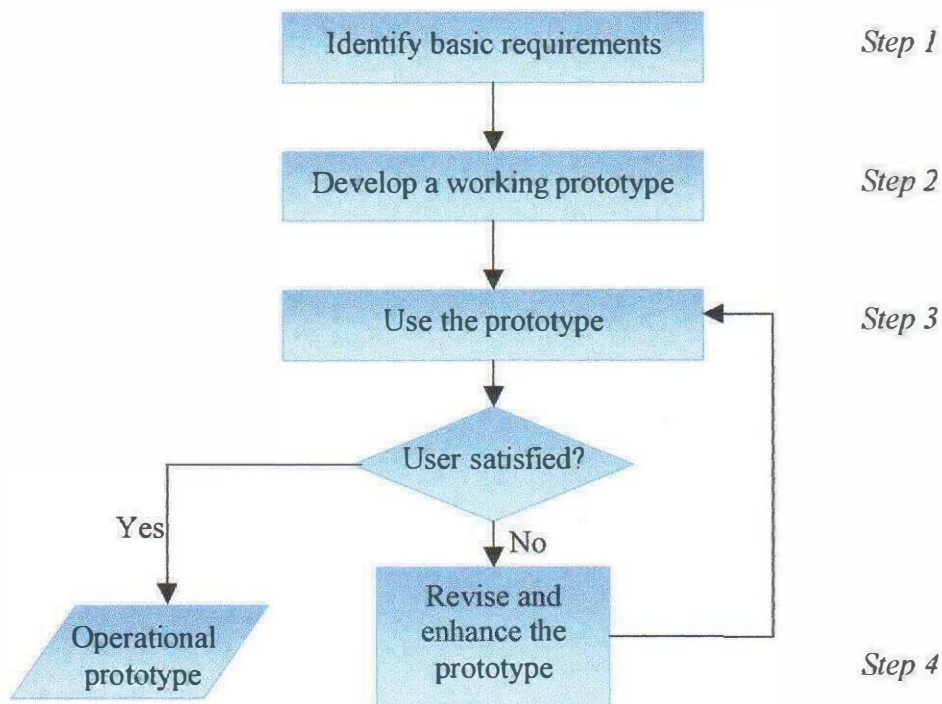 Identify basic requirements
Step 1
Develop a working prototype
Step 2
Use the prototype
Step 3
User satisfied?
Yes
No
Operational
prototype
Revise and
enhance the
prototype
Step 4